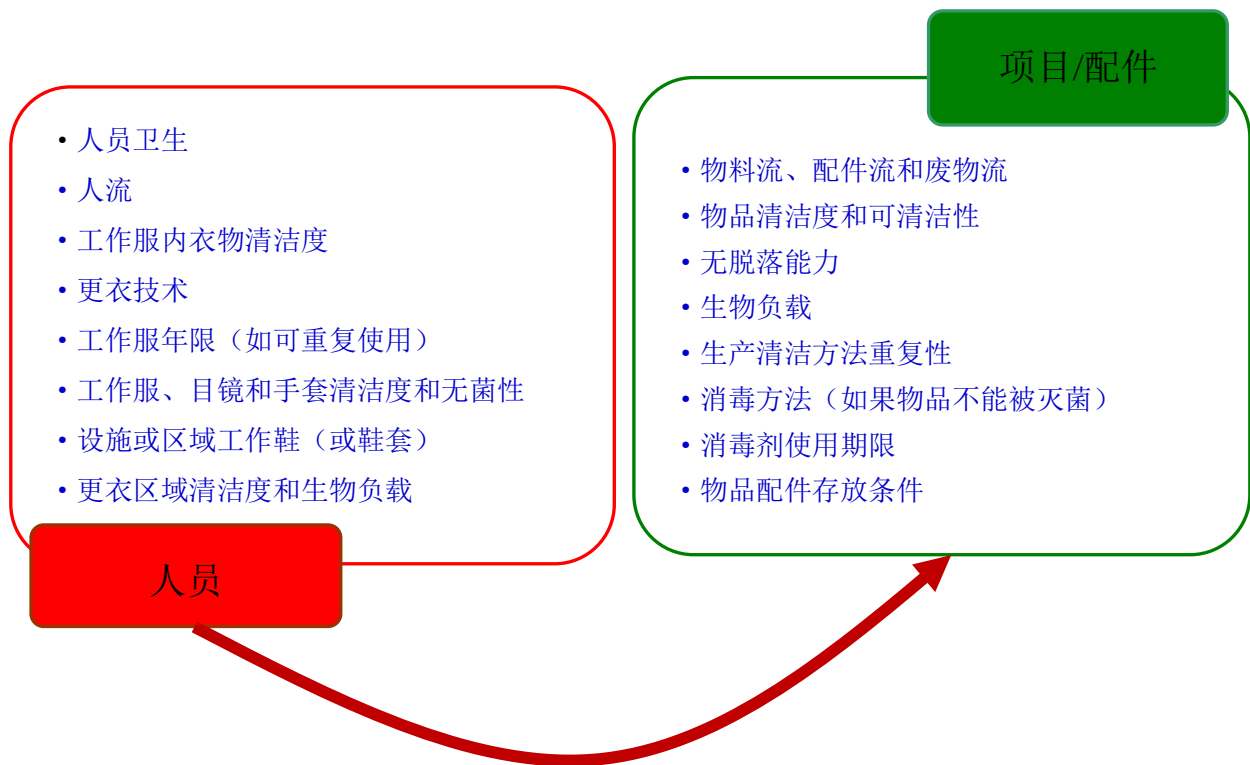 • 人员卫生
• 人流
• 工作服内衣物清洁度
• 更衣技术
• 工作服年限（如可重复使用）
• 工作服、目镜和手套清洁度和无菌性
• 设施或区域工作鞋（或鞋套）
• 更衣区域清洁度和生物负载
人员
项目/配件
• 物料流、配件流和废物流
• 物品清洁度和可清洁性
• 无脱落能力
• 生物负载
• 生产清洁方法重复性
• 消毒方法（如果物品不能被灭菌）
• 消毒剂使用期限
• 物品配件存放条件